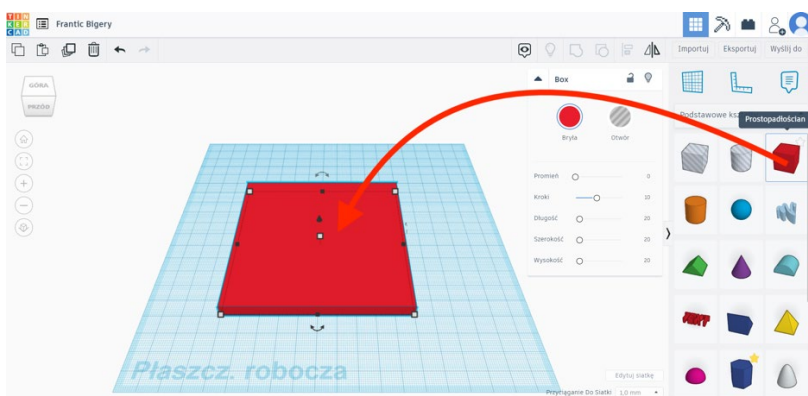 TIN
KER
CAD
Frantic Bigery
Importuj Eksportuj Wyślij do
GÓRA
PRZÓD
Box
Bryła Otwór
Promień 0
Kroki 10
Długość 20
Szerokość 20
Wysokość 20
Podstawowe ksz
Prostopadłościan
TEXT
Płaszcz. robocza
Edytuj siatkę
Przyciąganie Do Siatki 1,0 mm